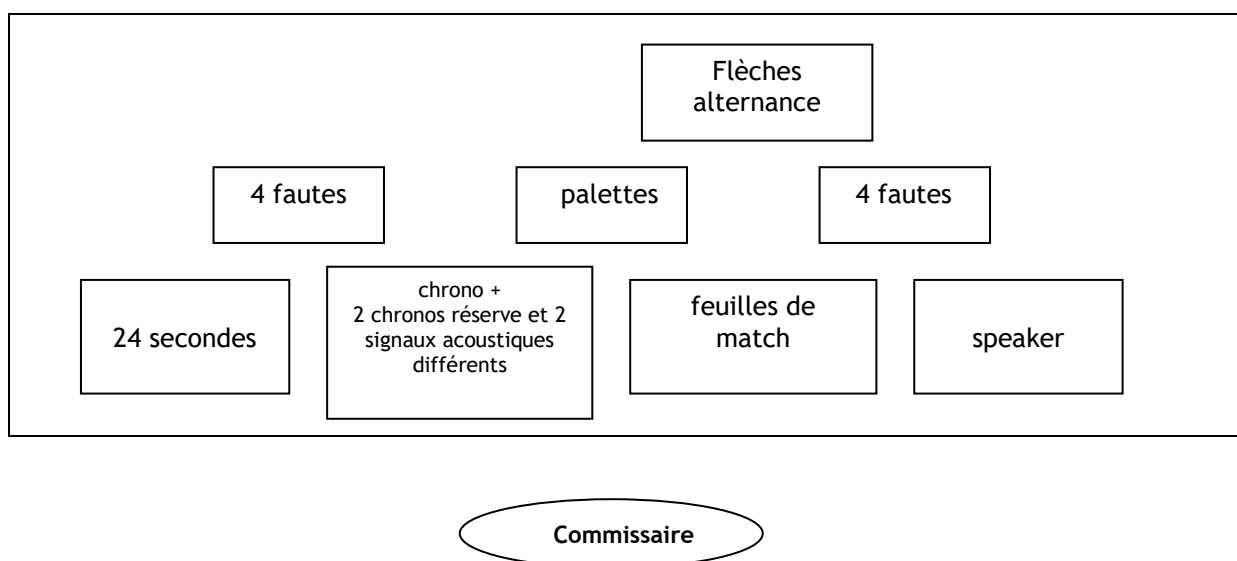 Flèches
alternance
4 fautes
palettes
4 fautes
24 secondes
chrono +
2 chronos réserve et 2
signaux acoustiques
différents
feuilles de
match
speaker
Commissaire